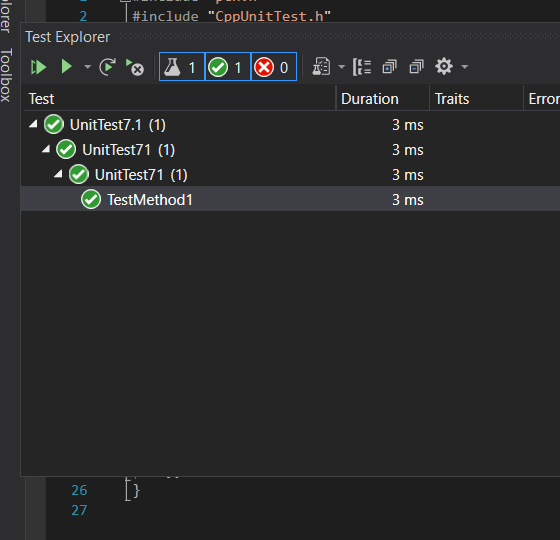 plorer
Toolbox
2 #include "CppUnitTest.h"
Test Explorer
1 1 0
Test Duration Traits Error
UnitTest7.1 (1) 3 ms
UnitTest71 (1) 3 ms
UnitTest71 (1) 3 ms
TestMethod1 3 ms
26 }
27